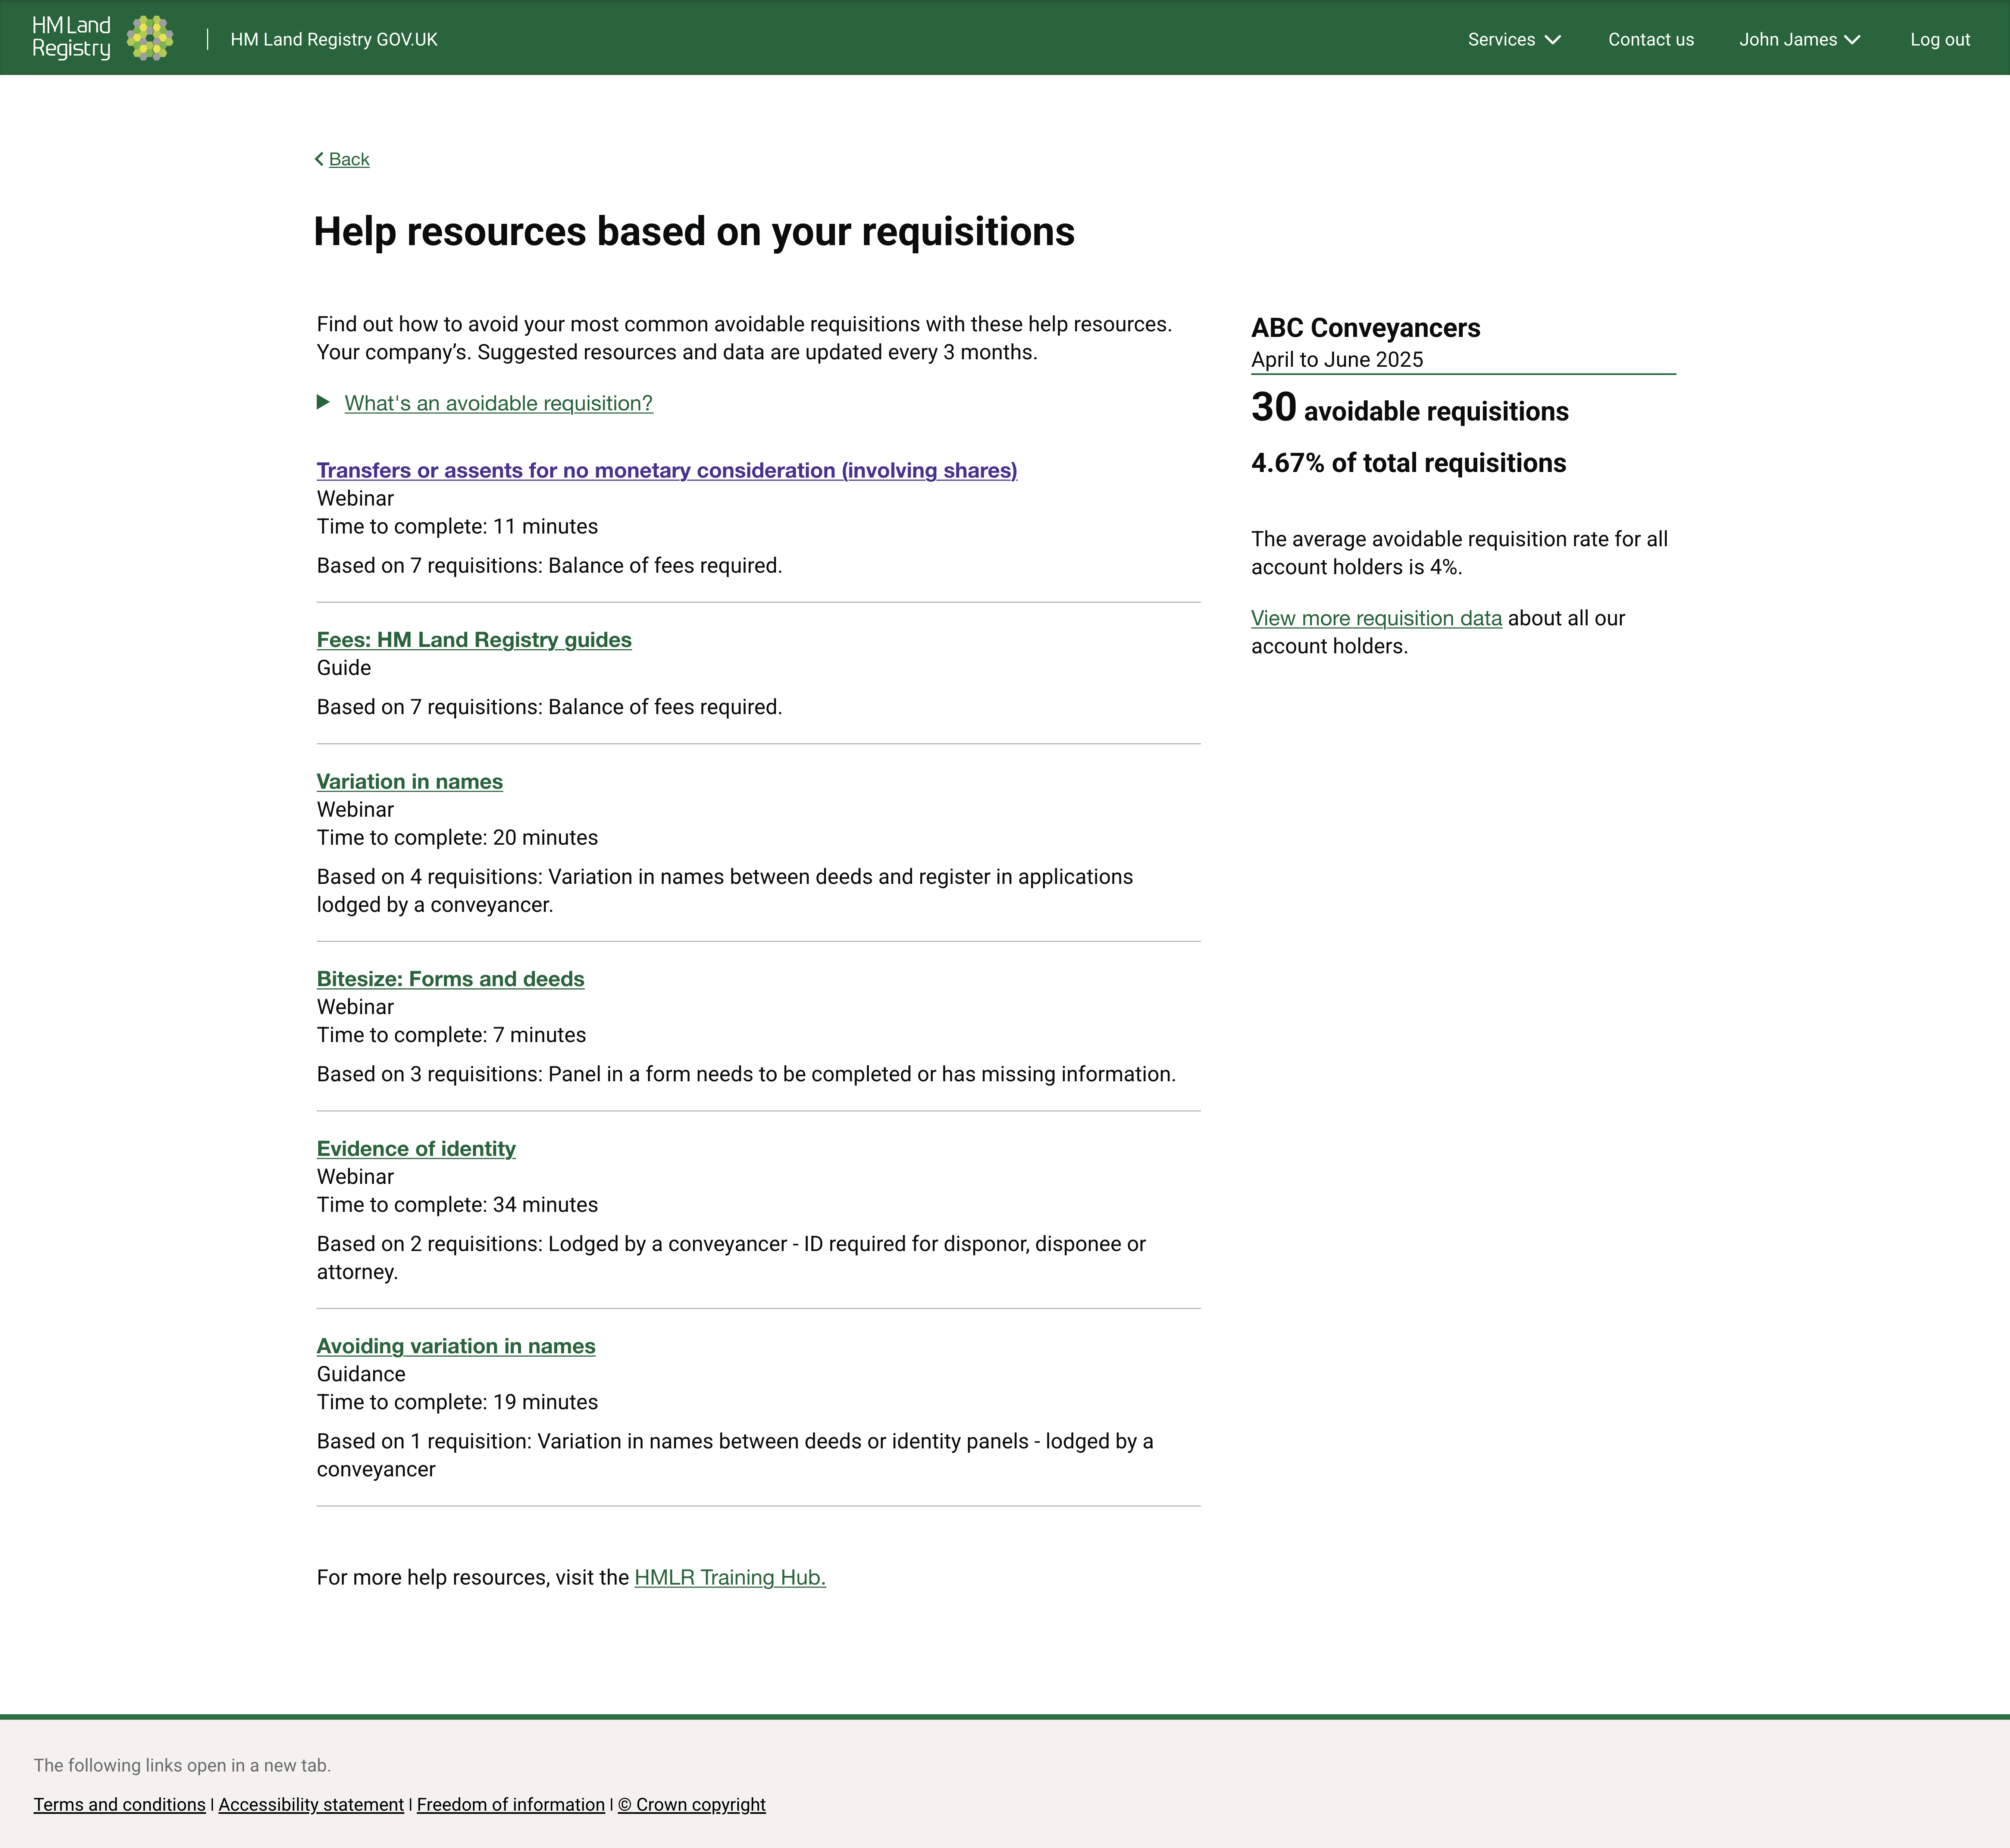 HM Land
Registry
HM Land Registry GOV.UK
Services
Contact us
John James
Log out
Back
Help resources based on your requisitions
Find out how to avoid your most common avoidable requisitions with these help resources.
Your company’s. Suggested resources and data are updated every 3 months.
What's an avoidable requisition?
Transfers or assents for no monetary consideration (involving shares)
Webinar
Time to complete: 11 minutes
Based on 7 requisitions: Balance of fees required.
Fees: HM Land Registry guides
Guide
Based on 7 requisitions: Balance of fees required.
Variation in names
Webinar
Time to complete: 20 minutes
Based on 4 requisitions: Variation in names between deeds and register in applications
lodged by a conveyancer.
Bitesize: Forms and deeds
Webinar
Time to complete: 7 minutes
Based on 3 requisitions: Panel in a form needs to be completed or has missing information.
Evidence of identity
Webinar
Time to complete: 34 minutes
Based on 2 requisitions: Lodged by a conveyancer - ID required for disponor, disponee or
attorney.
Avoiding variation in names
Guidance
Time to complete: 19 minutes
Based on 1 requisition: Variation in names between deeds or identity panels - lodged by a
conveyancer
For more help resources, visit the HMLR Training Hub.
ABC Conveyancers
April to June 2025
30 avoidable requisitions
4.67% of total requisitions
The average avoidable requisition rate for all
account holders is 4%.
View more requisition data about all our
account holders.
The following links open in a new tab.
Terms and conditions | Accessibility statement | Freedom of information | © Crown copyright